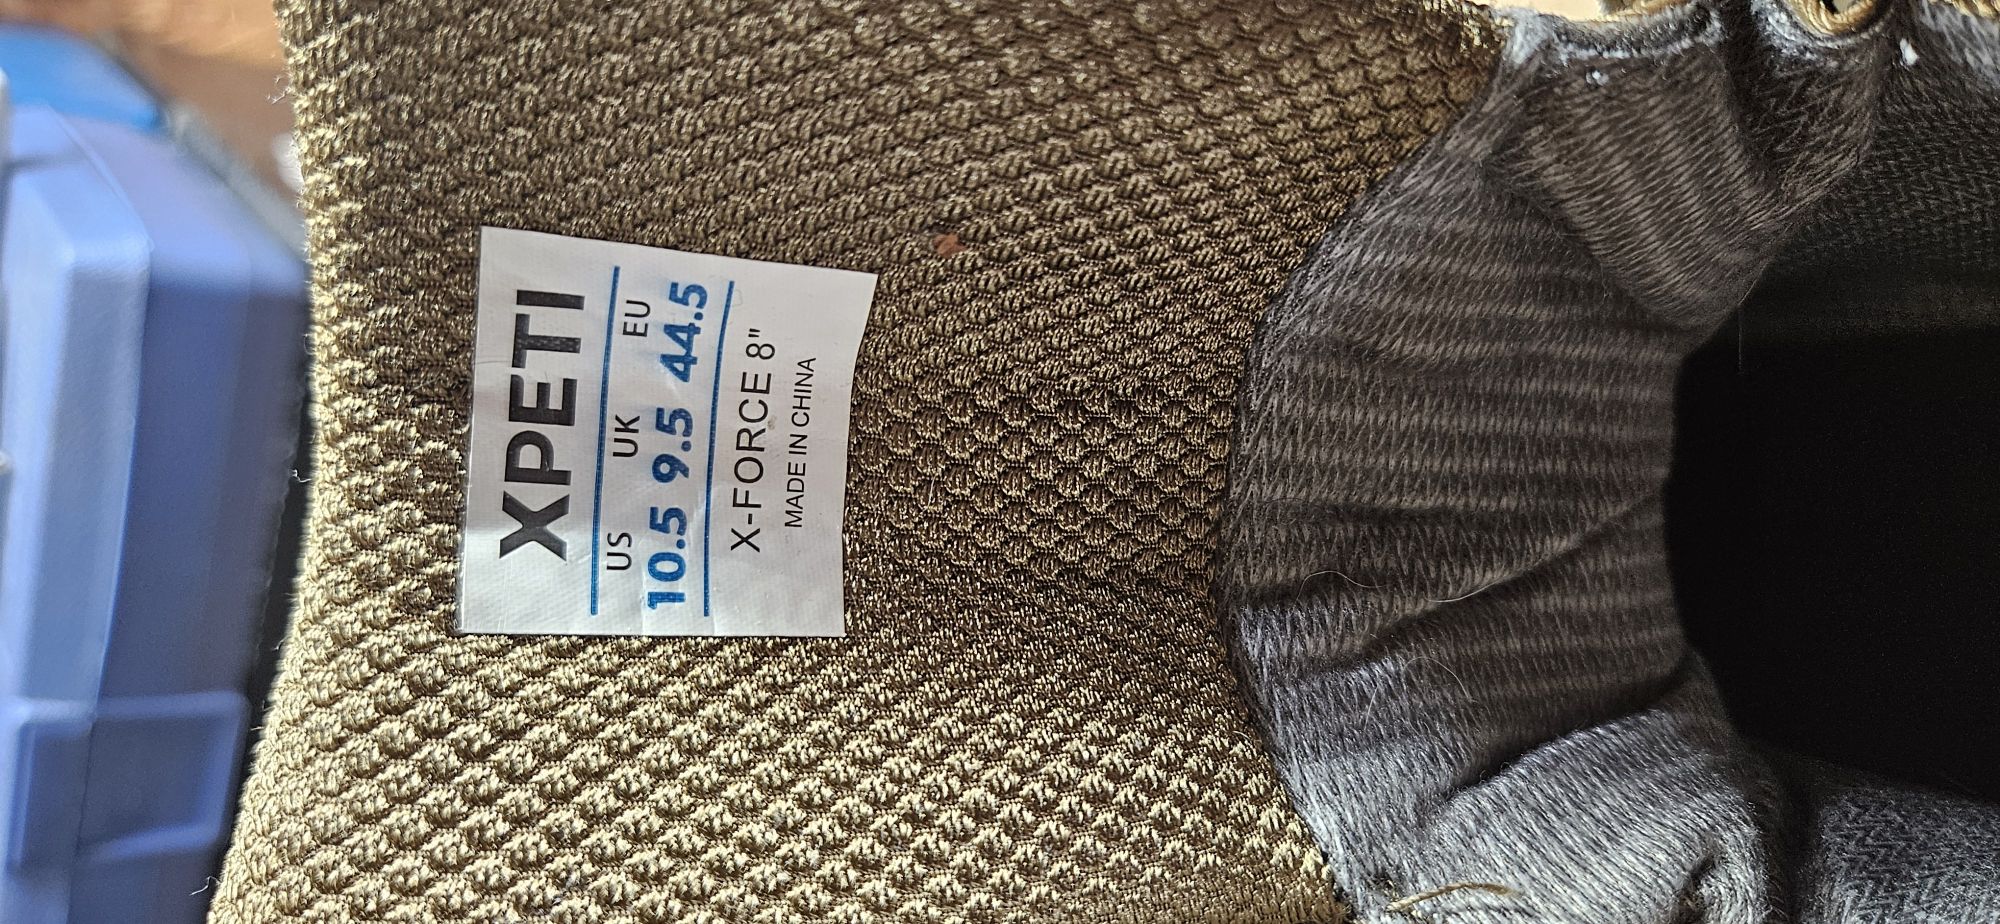 XPETI
US UK EU
10.5 9.5 44.5
X-FORCE 8"
MADE IN CHINA